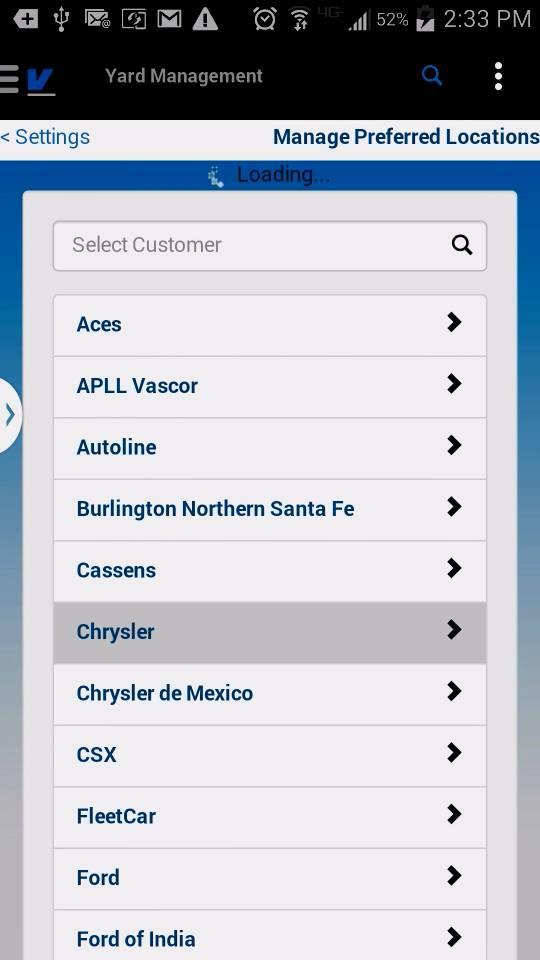 4G 52% 2:33 PM
Yard Management
< Settings Manage Preferred Locations
Loading...
Select Customer
Aces
APLL Vascor
Autoline
Burlington Northern Santa Fe
Cassens
Chrysler
Chrysler de Mexico
CSX
FleetCar
Ford
Ford of India